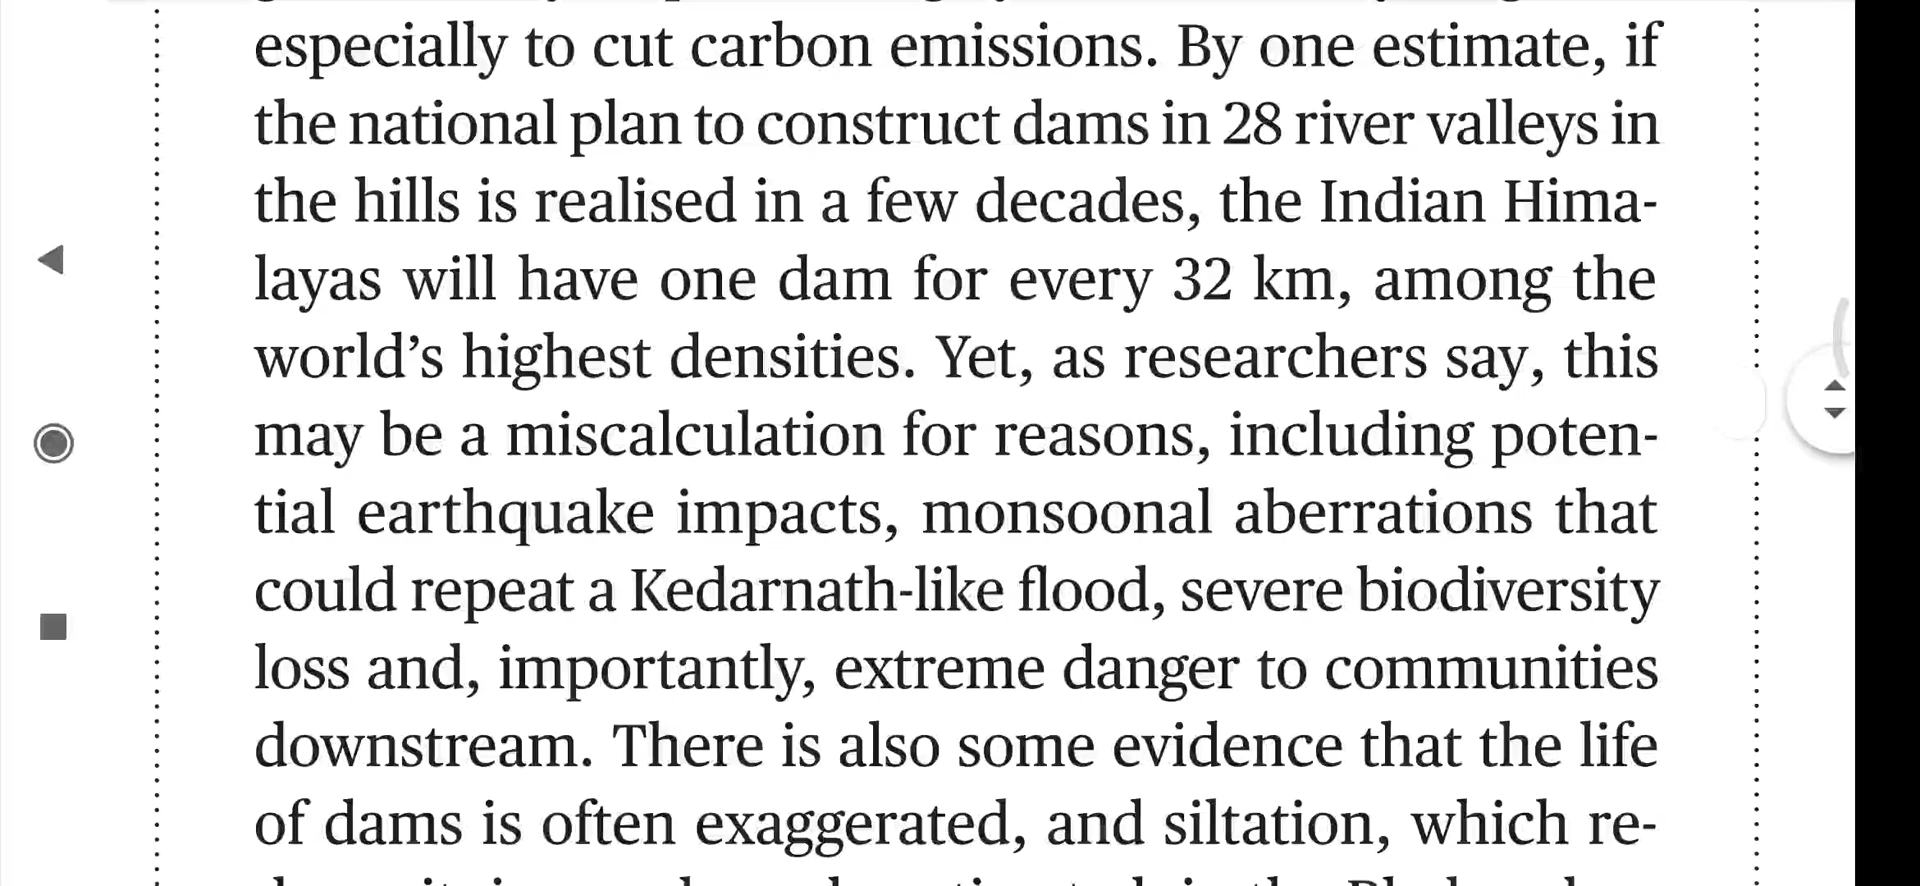 especially to cut carbon emissions. By one estimate, if
the national plan to construct dams in 28 river valleys in
the hills is realised in a few decades, the Indian Hima-
layas will have one dam for every 32 km, among the
world’s highest densities. Yet, as researchers say, this
may be a miscalculation for reasons, including poten-
tial earthquake impacts, monsoonal aberrations that
could repeat a Kedarnath-like flood, severe biodiversity
loss and, importantly, extreme danger to communities
downstream. There is also some evidence that the life
of dams is often exaggerated, and siltation, which re-